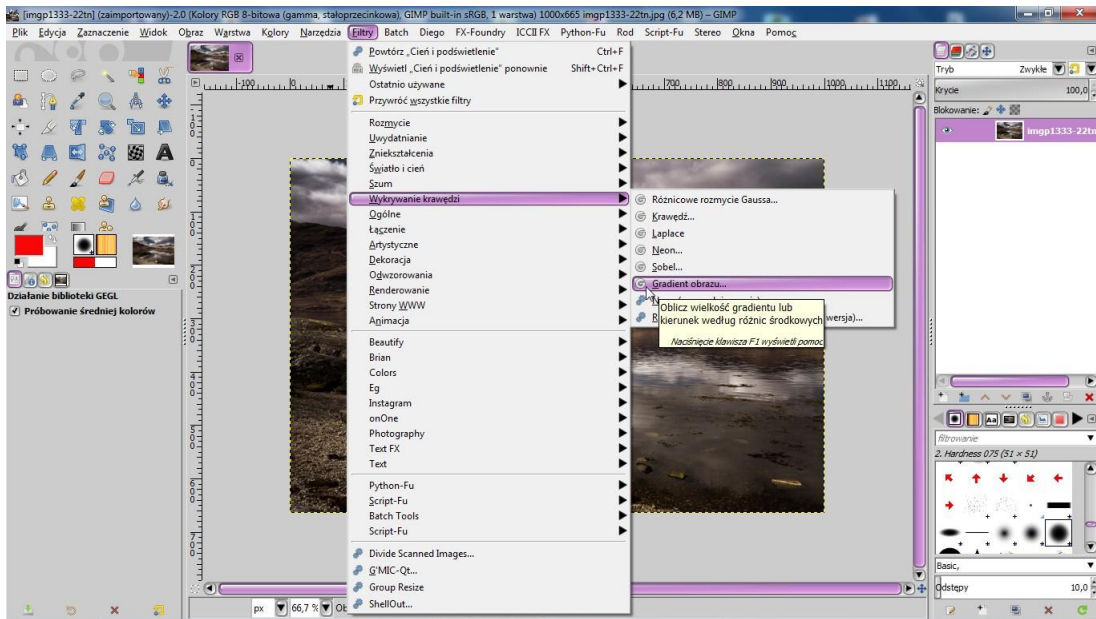 [imgp1333-22tn] (zaimportowany)-2.0 (Kolory RGB 8-bitowa (gamma, stałoprzecinkowa), GIMP built-in sRGB, 1 warstwa) 1000x665 imgp1333-22tn.jpg (6,2 MB) – GIMP
Plik Edycja Zaznaczenie Widok Obraz Warstwa Kolory Narzędzia Filtry Batch Diego FX-Foundry ICCII FX Python-Fu Rod Script-Fu Stereo Okna Pomoc
Powtórz „Cień i podświetlenie” Ctrl+F
Wyświetl „Cień i podświetlenie” ponownie Shift+Ctrl+F
Ostatnio używane
Przywróć wszystkie filtry
Rozmycie
Uwydatnianie
Zniekształcenia
Światło i cień
Szum
Wykrywanie krawędzi
Ogólne
Łączenie
Artystyczne
Dekoracja
Odwzorowania
Renderowanie
Strony WWW
Animacja
Beautify
Brian
Colors
Eg
Instagram
onOne
Photography
Text FX
Text
Python-Fu
Script-Fu
Batch Tools
Script-Fu
Divide Scanned Images...
G'MIC-Qt...
Group Resize
ShellOut...
Różnicowe rozmycie Gaussa...
Krawędź...
Laplace
Neon...
Sobel...
Gradient obrazu...
wersja)...
Oblicz wielkość gradientu lub
kierunek według różnic środkowych
Naciśnięcie klawisza F1 wyświetli pomoc
Działanie biblioteki GEGL
Próbowanie średniej kolorów
-100 0 700 800 900 1000 1100
px 66,7 % Ob
Tryb Zwykłe
Krycie 100,0
Blokowanie:
imgp1333-22tn
filtrowanie
2. Hardness 075 (51 × 51)
Basic,
Odstępy 10,0